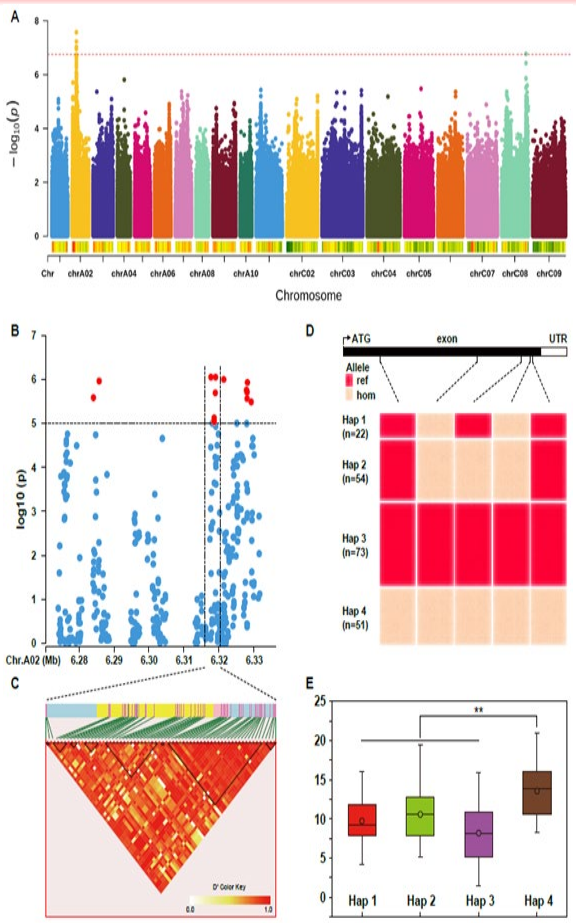 A
8
6
4
2
0
−log10(p)
Chr chrA02 chrA04 chrA06 chrA08 chrA10 chrC02 chrC03 chrC04 chrC05 chrC07 chrC08 chrC09
Chromosome
B
7
6
5
4
3
2
1
0
log10 (p)
Chr.A02 (Mb) 6.28 6.29 6.30 6.31 6.32 6.33
C
D' Color Key
0.0 1.0
D
ATG exon UTR
Allele
ref
hom
Hap 1
(n=22)
Hap 2
(n=54)
Hap 3
(n=73)
Hap 4
(n=51)
E
25
20
15
10
5
0
**
Hap 1 Hap 2 Hap 3 Hap 4